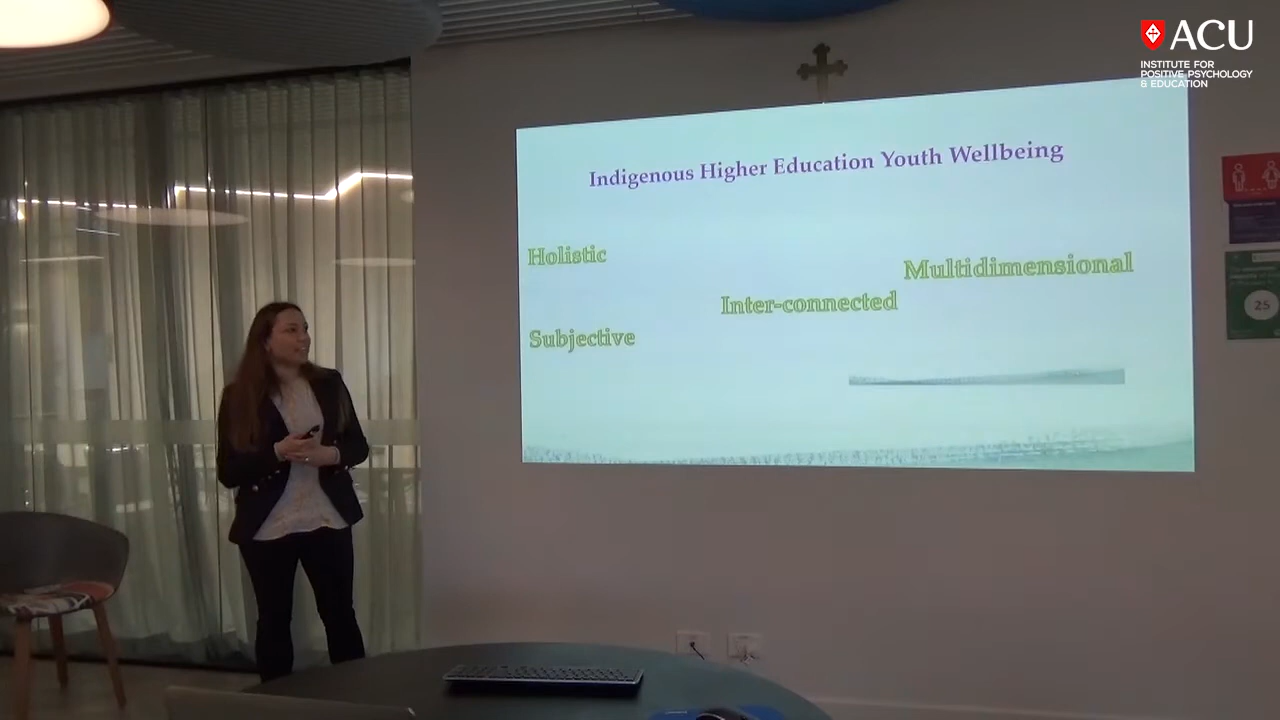 ACU
INSTITUTE FOR
POSITIVE PSYCHOLOGY
& EDUCATION
Indigenous Higher Education Youth Wellbeing
Holistic
Multidimensional
Inter-connected
Subjective
25